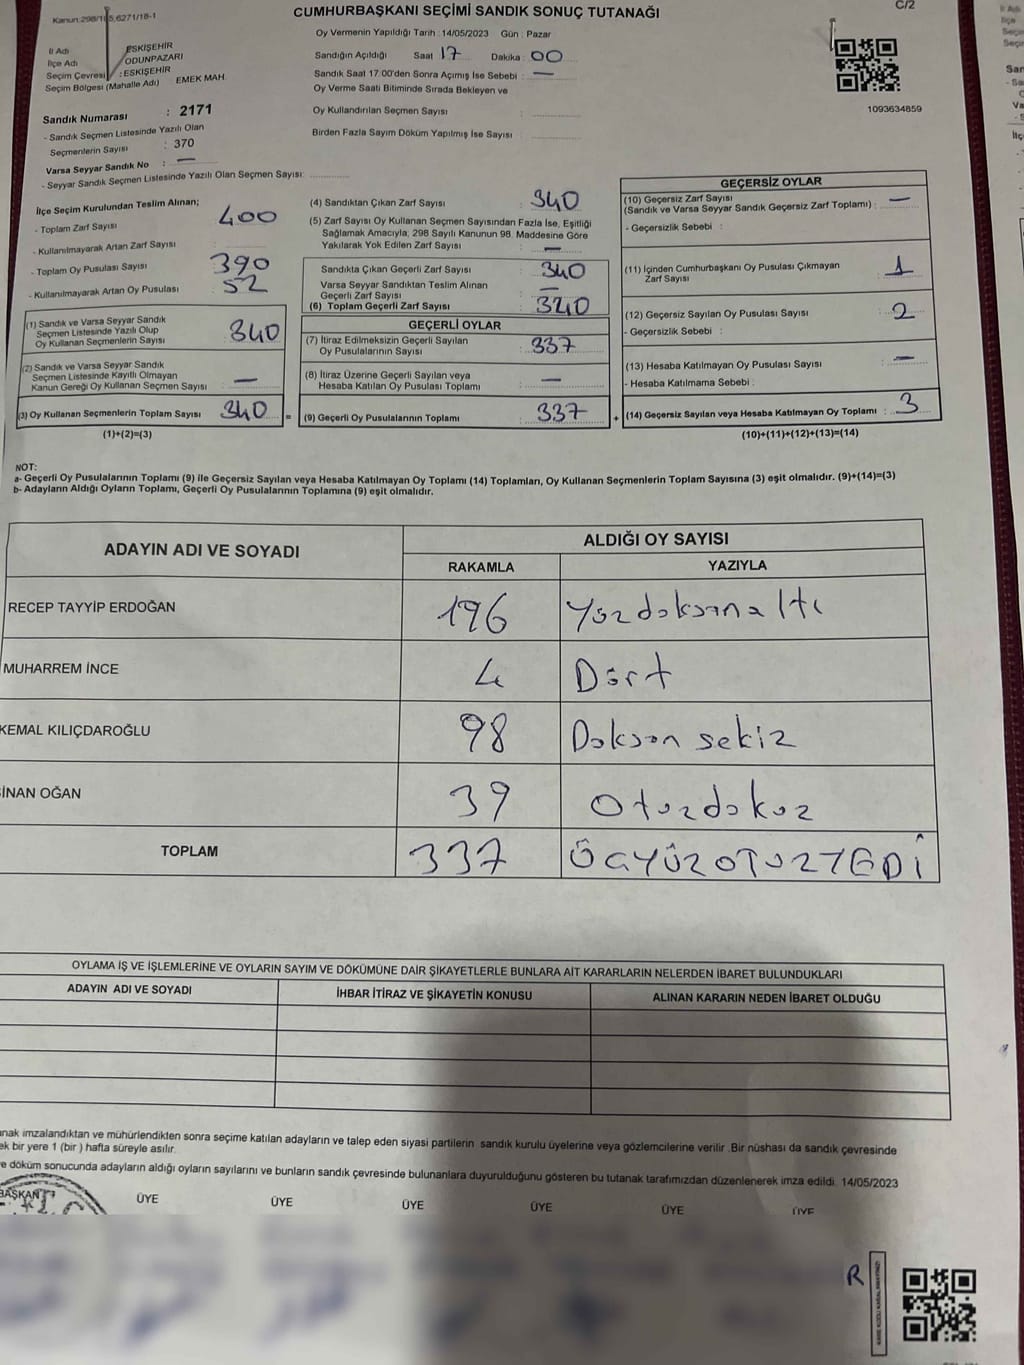 Kanun:298/105,6271/18-1
CUMHURBAŞKANI SEÇİMİ SANDIK SONUÇ TUTANAĞI
C/2
Oy Vermenin Yapıldığı Tarih : 14/05/2023 Gün : Pazar
İl Adı ESKİŞEHİR
İlçe Adı ODUNPAZARI
Seçim Çevresi : ESKİŞEHİR
Seçim Bölgesi (Mahalle Adı) EMEK MAH.
Sandığın Açıldığı Saat 17 Dakika : 00
Sandık Saat 17.00'den Sonra Açımış İse Sebebi : —
Oy Verme Saati Bitiminde Sırada Bekleyen ve
Oy Kullandırılan Seçmen Sayısı :
Birden Fazla Sayım Döküm Yapılmış İse Sayısı :
1093634859
Sandık Numarası : 2171
- Sandık Seçmen Listesinde Yazılı Olan
Seçmenlerin Sayısı : 370
Varsa Seyyar Sandık No : —
- Seyyar Sandık Seçmen Listesinde Yazılı Olan Seçmen Sayısı:
İlçe Seçim Kurulundan Teslim Alınan;
- Toplam Zarf Sayısı 400
- Kullanılmayarak Artan Zarf Sayısı
- Toplam Oy Pusulası Sayısı 390
- Kullanılmayarak Artan Oy Pusulası 52
(1) Sandık ve Varsa Seyyar Sandık
Seçmen Listesinde Yazılı Olup
Oy Kullanan Seçmenlerin Sayısı 340
(2) Sandık ve Varsa Seyyar Sandık
Seçmen Listesinde Kayıtlı Olmayan
Kanun Gereği Oy Kullanan Seçmen Sayısı : —
(3) Oy Kullanan Seçmenlerin Toplam Sayısı 340 =
(1)+(2)=(3)
(4) Sandıktan Çıkan Zarf Sayısı : 340
(5) Zarf Sayısı Oy Kullanan Seçmen Sayısından Fazla İse, Eşitliği
Sağlamak Amacıyla; 298 Sayılı Kanunun 98. Maddesine Göre
Yakılarak Yok Edilen Zarf Sayısı : —
Sandıkta Çıkan Geçerli Zarf Sayısı : 340
Varsa Seyyar Sandıktan Teslim Alınan
Geçerli Zarf Sayısı —
(6) Toplam Geçerli Zarf Sayısı : 340
GEÇERLİ OYLAR
(7) İtiraz Edilmeksizin Geçerli Sayılan
Oy Pusulalarının Sayısı : 337
(8) İtiraz Üzerine Geçerli Sayılan veya
Hesaba Katılan Oy Pusulası Toplamı : —
(9) Geçerli Oy Pusulalarının Toplamı : 337 +
GEÇERSİZ OYLAR
(10) Geçersiz Zarf Sayısı
(Sandık ve Varsa Seyyar Sandık Geçersiz Zarf Toplamı) : —
- Geçersizlik Sebebi :
(11) İçinden Cumhurbaşkanı Oy Pusulası Çıkmayan
Zarf Sayısı : 1
(12) Geçersiz Sayılan Oy Pusulası Sayısı : 2
- Geçersizlik Sebebi :
(13) Hesaba Katılmayan Oy Pusulası Sayısı : —
- Hesaba Katılmama Sebebi :
(14) Geçersiz Sayılan veya Hesaba Katılmayan Oy Toplamı : 3
(10)+(11)+(12)+(13)=(14)
NOT:
a- Geçerli Oy Pusulalarının Toplamı (9) ile Geçersiz Sayılan veya Hesaba Katılmayan Oy Toplamı (14) Toplamları, Oy Kullanan Seçmenlerin Toplam Sayısına (3) eşit olmalıdır. (9)+(14)=(3)
b- Adayların Aldığı Oyların Toplamı, Geçerli Oy Pusulalarının Toplamına (9) eşit olmalıdır.
ADAYIN ADI VE SOYADI
ALDIĞI OY SAYISI
RAKAMLA YAZIYLA
RECEP TAYYİP ERDOĞAN 196 Yüzdoksanaltı
MUHARREM İNCE 4 Dört
KEMAL KILIÇDAROĞLU 98 Doksan sekiz
SİNAN OĞAN 39 Otuzdokuz
TOPLAM 337 ÜÇYÜZOTUZYEDİ
OYLAMA İŞ VE İŞLEMLERİNE VE OYLARIN SAYIM VE DÖKÜMÜNE DAİR ŞİKAYETLERLE BUNLARA AİT KARARLARIN NELERDEN İBARET BULUNDUKLARI
ADAYIN ADI VE SOYADI İHBAR İTİRAZ VE ŞİKAYETİN KONUSU ALINAN KARARIN NEDEN İBARET OLDUĞU
anak imzalandıktan ve mühürlendikten sonra seçime katılan adayların ve talep eden siyasi partilerin sandık kurulu üyelerine veya gözlemcilerine verilir. Bir nüshası da sandık çevresinde
ek bir yere 1 (bir ) hafta süreyle asılır.
e döküm sonucunda adayların aldığı oyların sayılarını ve bunların sandık çevresinde bulunanlara duyurulduğunu gösteren bu tutanak tarafımızdan düzenlenerek imza edildi. 14/05/2023
BAŞKAN ÜYE ÜYE ÜYE ÜYE ÜYE ÜYE
R